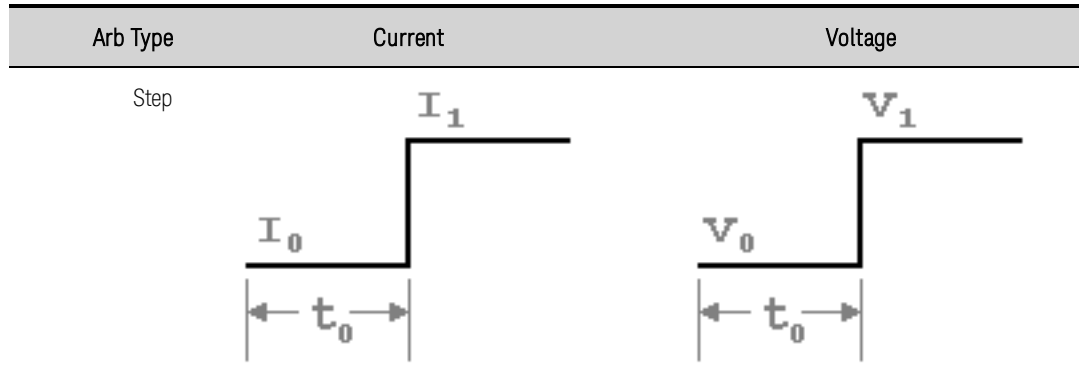 Arb Type Current Voltage
Step
I₁ V₁
I₀ V₀
t₀ t₀